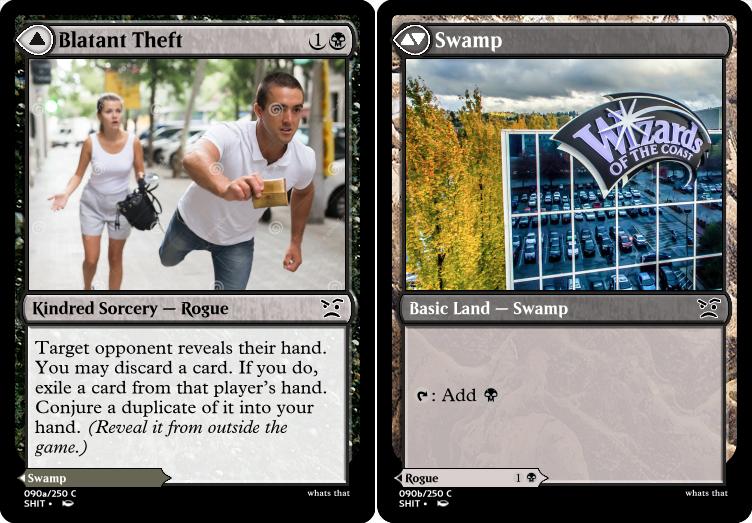 Blatant Theft 1
Kindred Sorcery — Rogue
Target opponent reveals their hand.
You may discard a card. If you do,
exile a card from that player's hand.
Conjure a duplicate of it into your
hand. (Reveal it from outside the
game.)
Swamp
090a/250 C
SHIT •
whats that
Swamp
Wizards
OF THE COAST
Basic Land — Swamp
: Add
Rogue 1
090b/250 C
SHIT •
whats that